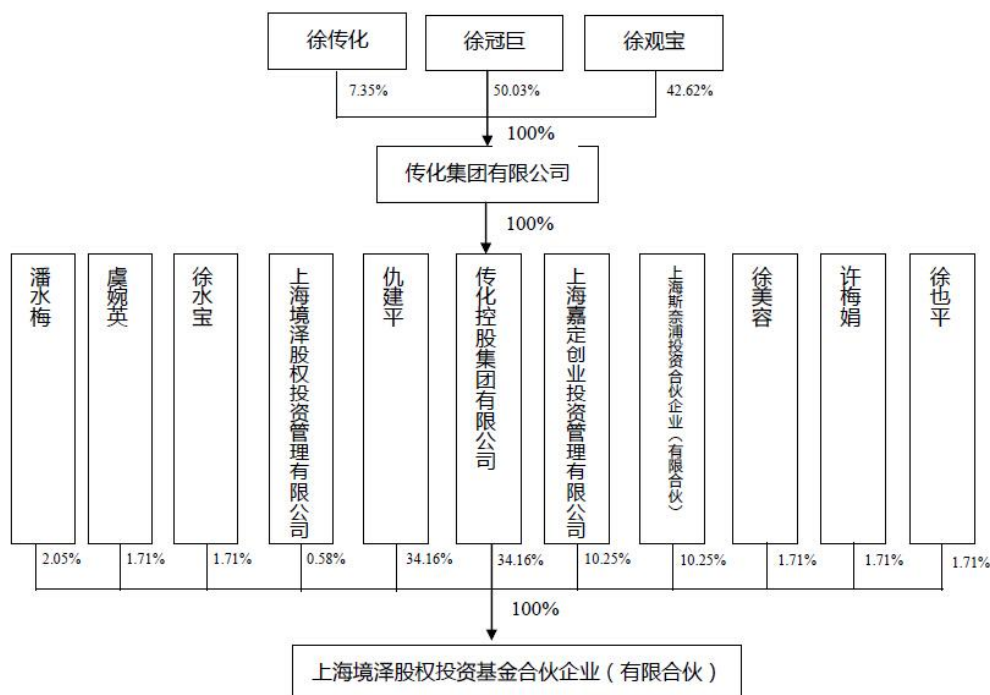 徐传化
徐冠巨
徐观宝
7.35%
50.03%
42.62%
100%
传化集团有限公司
100%
潘水梅
虞婉英
徐水宝
上海境泽股权投资管理有限公司
仇建平
传化控股集团有限公司
上海嘉定创业投资管理有限公司
上海斯奈浦投资合伙企业（有限合伙）
徐美容
许梅娟
徐也平
2.05%
1.71%
1.71%
0.58%
34.16%
34.16%
10.25%
10.25%
1.71%
1.71%
1.71%
100%
上海境泽股权投资基金合伙企业（有限合伙）